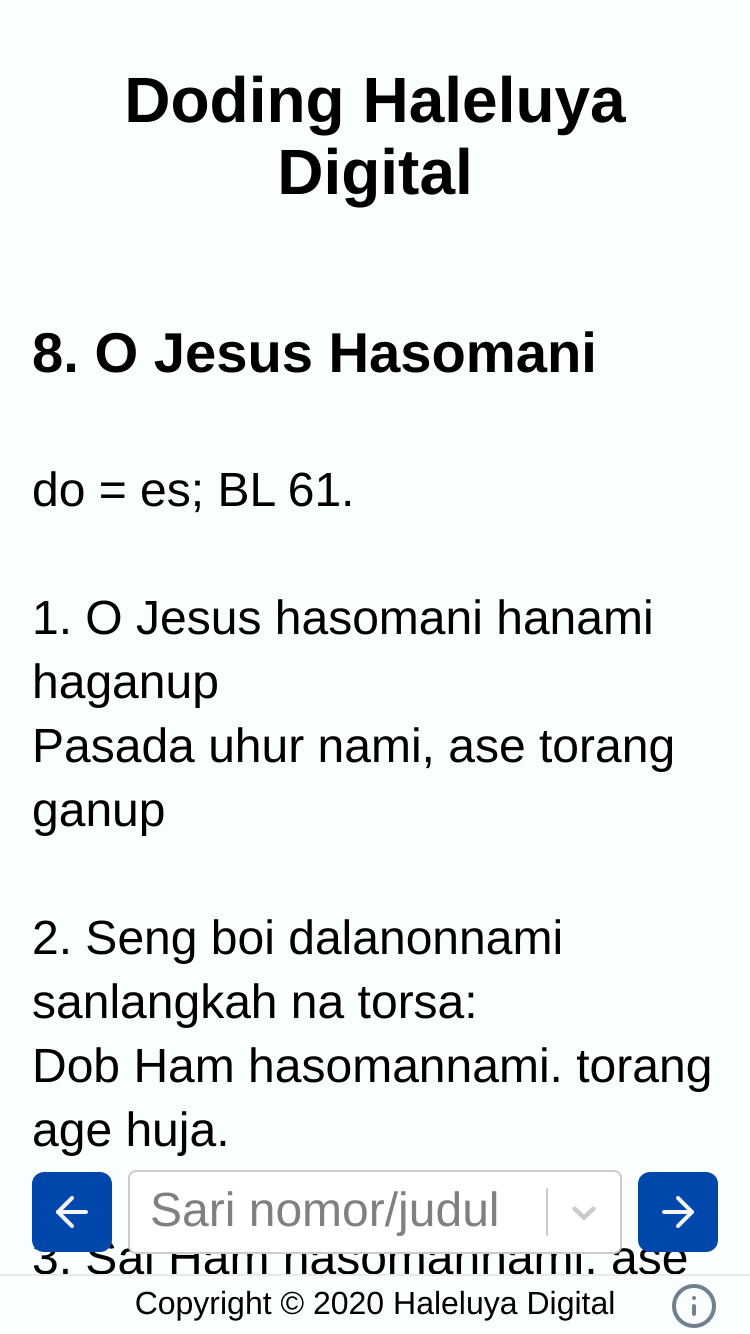 Doding Haleluya
Digital
8. O Jesus Hasomani
do = es; BL 61.
1. O Jesus hasomani hanami
haganup
Pasada uhur nami, ase torang
ganup
2. Seng boi dalanonnami
sanlangkah na torsa:
Dob Ham hasomannami. torang
age huja.
Sari nomor/judul
3. Sai Ham hasomannami. ase
Copyright © 2020 Haleluya Digital